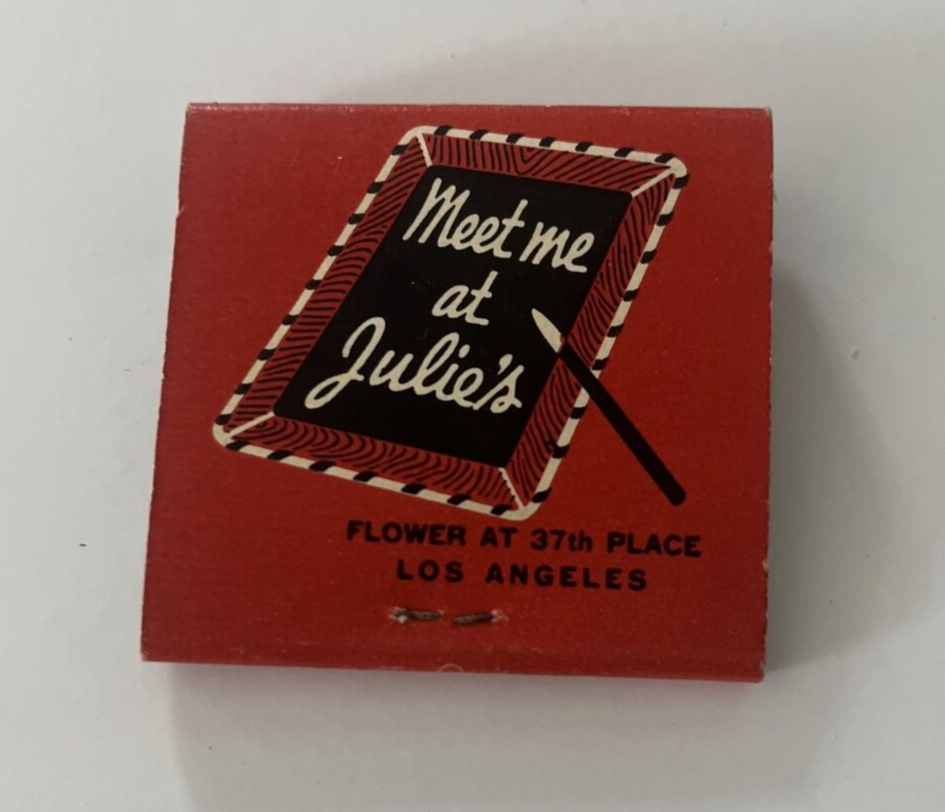 Meet me
at
Julie's
FLOWER AT 37th PLACE
LOS ANGELES